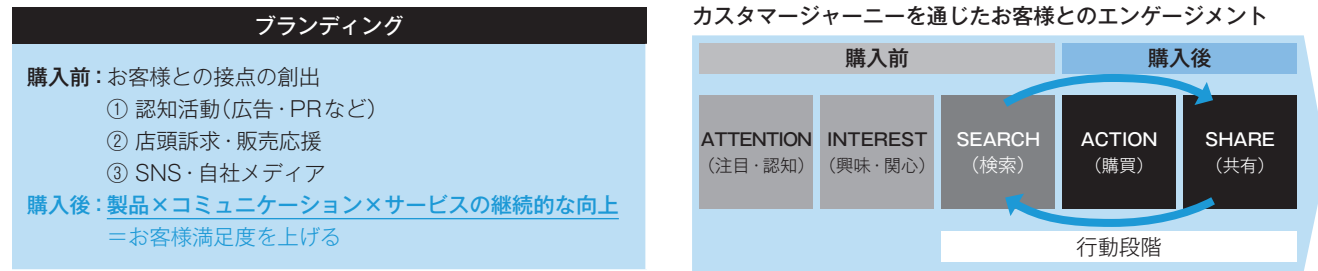 ブランディング
購入前：お客様との接点の創出
① 認知活動（広告・PRなど）
② 店頭訴求・販売応援
③ SNS・自社メディア
購入後：製品×コミュニケーション×サービスの継続的な向上
＝お客様満足度を上げる
カスタマージャーニーを通じたお客様とのエンゲージメント
購入前
購入後
ATTENTION
（注目・認知）
INTEREST
（興味・関心）
SEARCH
（検索）
ACTION
（購買）
SHARE
（共有）
行動段階